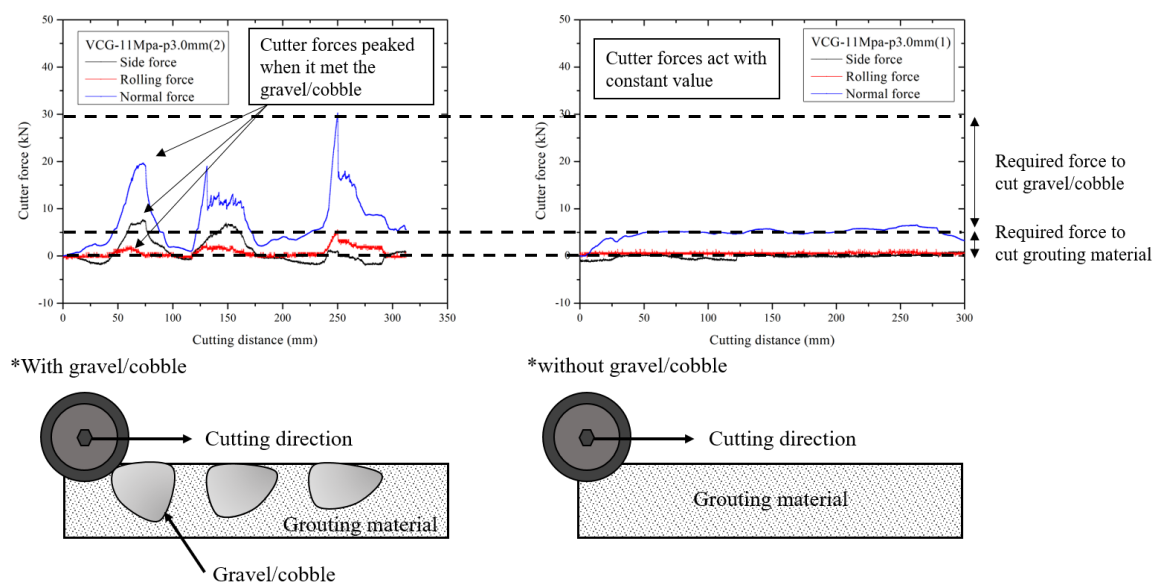 50
40
30
20
10
0
-10
Cutter force (kN)
VCG-11Mpa-p3.0mm(2)
Side force
Rolling force
Normal force
Cutter forces peaked
when it met the
gravel/cobble
0
50
100
150
200
250
300
350
Cutting distance (mm)
50
40
30
20
10
0
-10
Cutter force (kN)
Cutter forces act with
constant value
VCG-11Mpa-p3.0mm(1)
Side force
Rolling force
Normal force
0
50
100
150
200
250
300
Cutting distance (mm)
Required force to
cut gravel/cobble
Required force to
cut grouting material
*With gravel/cobble
Cutting direction
Grouting material
Gravel/cobble
*without gravel/cobble
Cutting direction
Grouting material